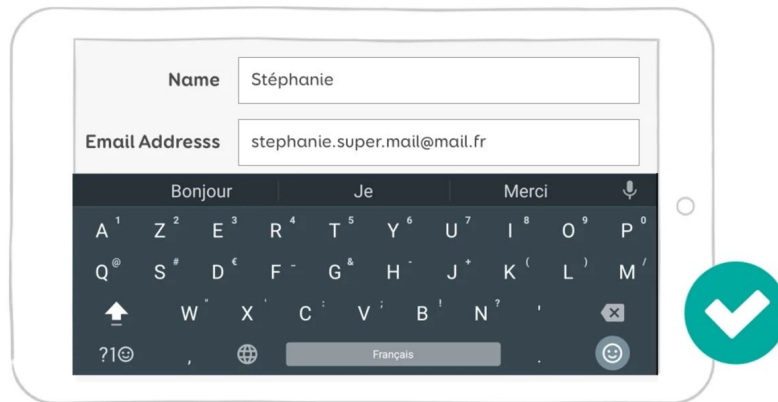 Name Stéphanie
Email Addresss stephanie.super.mail@mail.fr
Bonjour Je Merci
A 1 Z 2 E 3 R 4 T 5 Y 6 U 7 I 8 O 9 P 0
Q @ S # D € F - G & H - J + K ( L ) M /
W " X ' C : V ; B ! N ? '
?1☺ , Français .